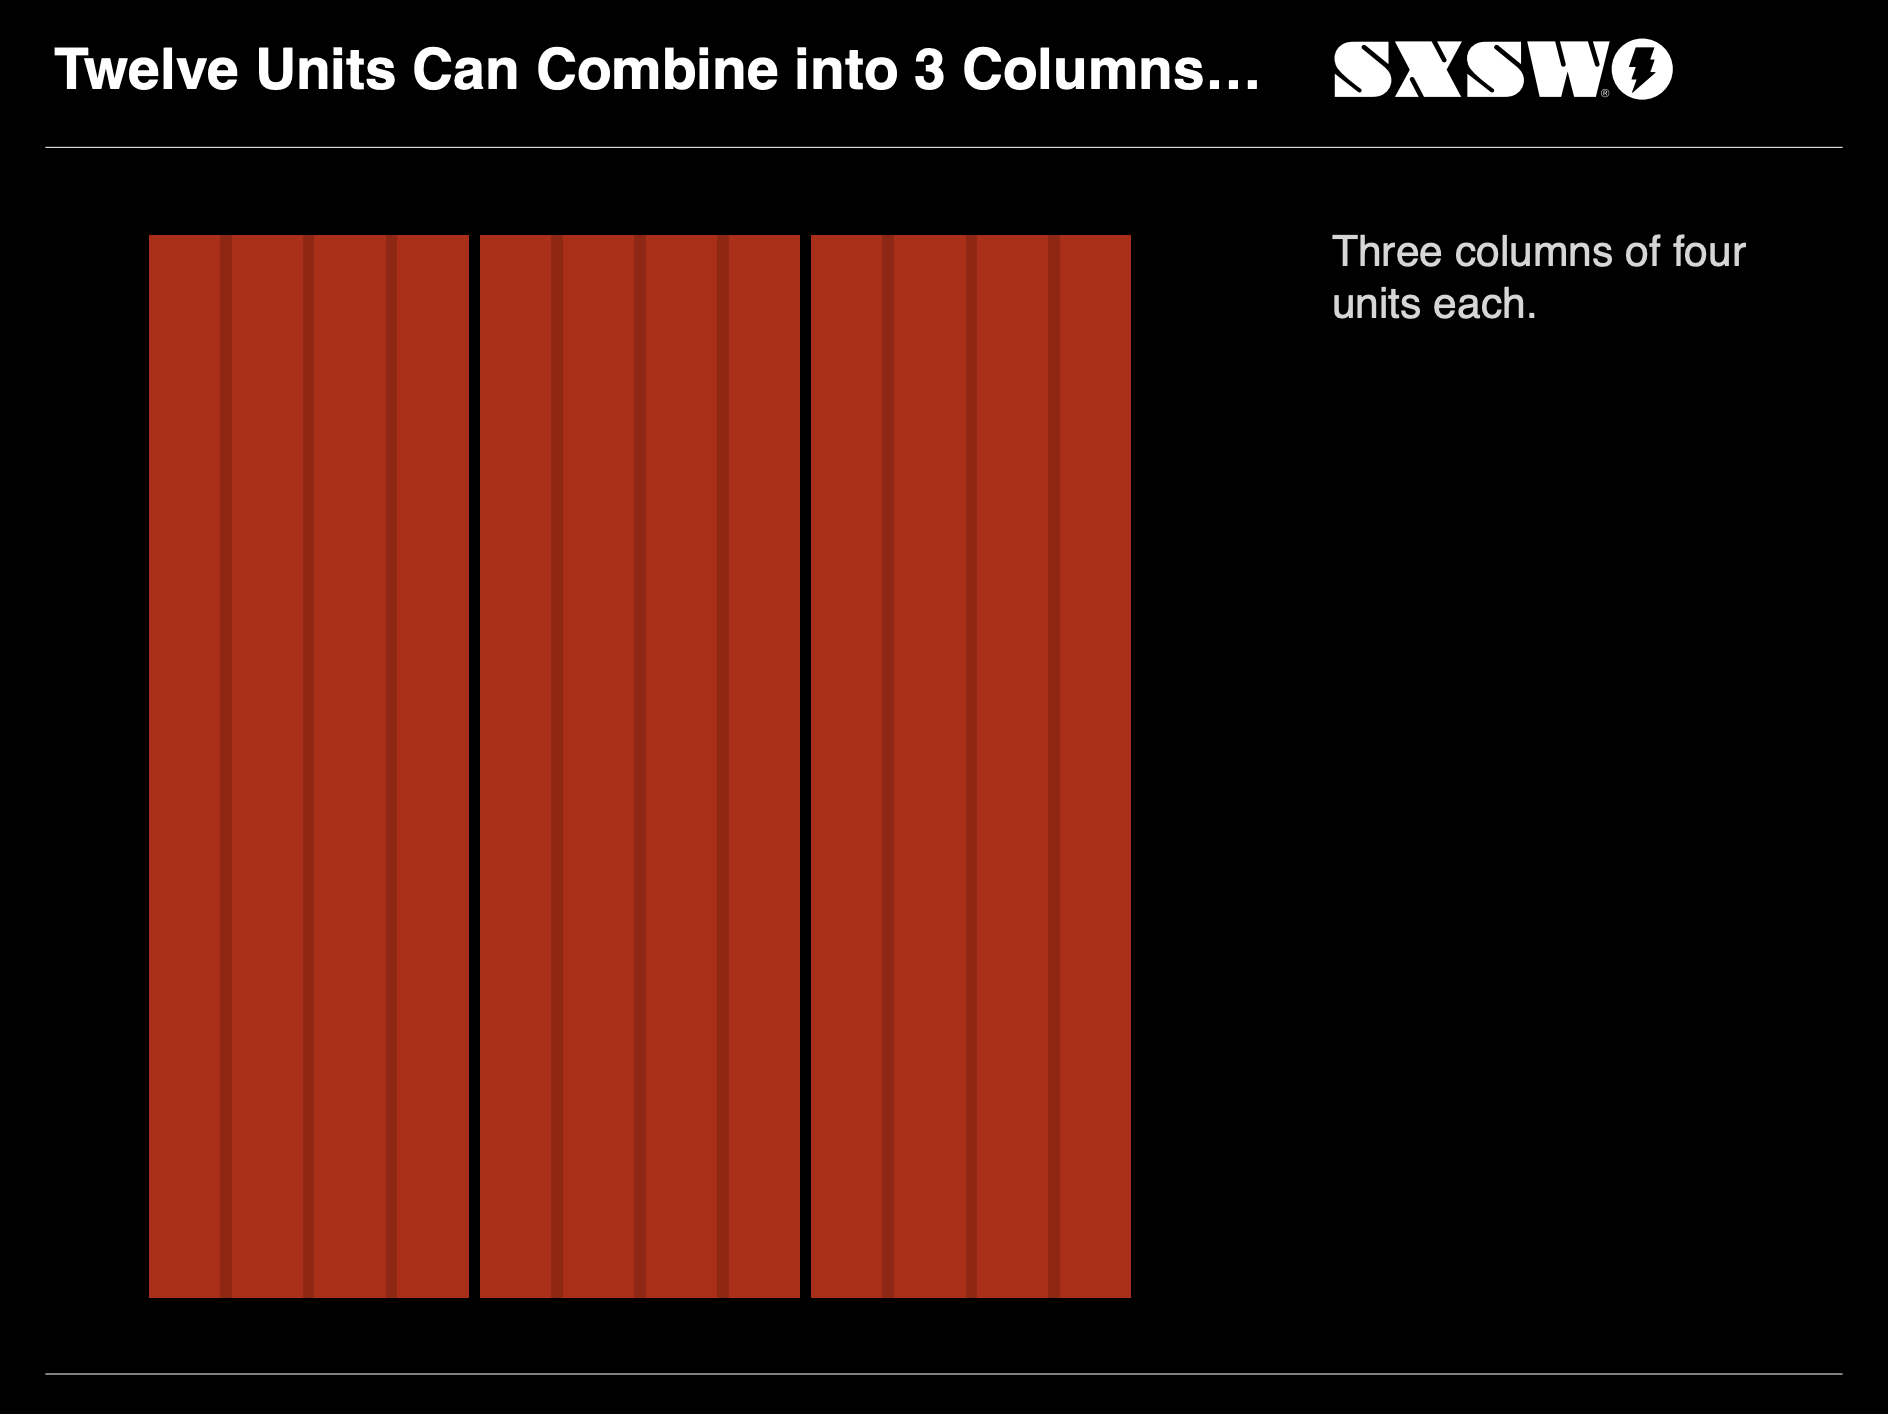 Twelve Units Can Combine into 3 Columns…
SXSW®
Three columns of four
units each.